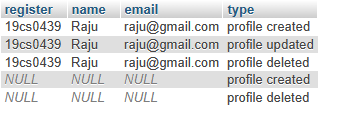 register name email type
19cs0439 Raju raju@gmail.com profile created
19cs0439 Raju raju@gmail.com profile updated
19cs0439 Raju raju@gmail.com profile deleted
NULL NULL NULL profile created
NULL NULL NULL profile deleted